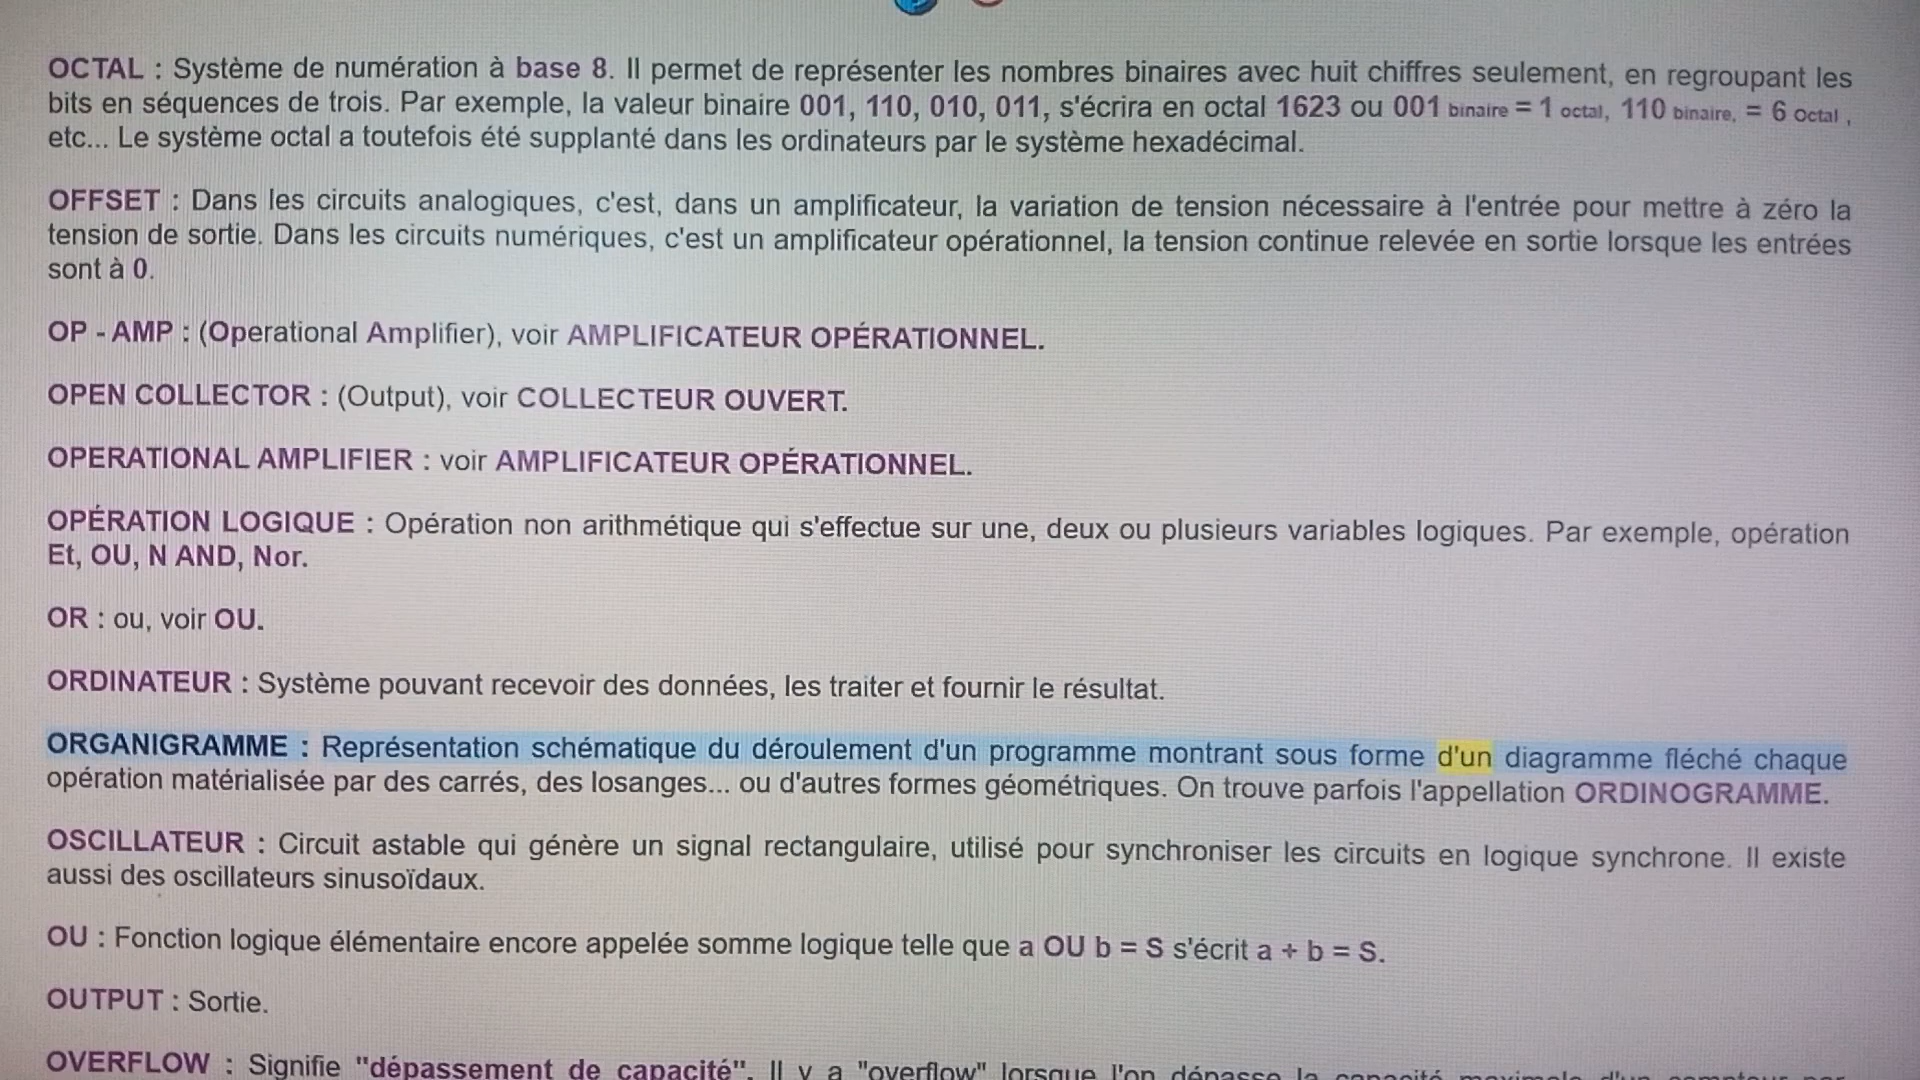 OCTAL : Système de numération à base 8. Il permet de représenter les nombres binaires avec huit chiffres seulement, en regroupant les
bits en séquences de trois. Par exemple, la valeur binaire 001, 110, 010, 011, s'écrira en octal 1623 ou 001 binaire = 1 octal, 110 binaire, = 6 Octal ,
etc... Le système octal a toutefois été supplanté dans les ordinateurs par le système hexadécimal.
OFFSET : Dans les circuits analogiques, c'est, dans un amplificateur, la variation de tension nécessaire à l'entrée pour mettre à zéro la
tension de sortie. Dans les circuits numériques, c'est un amplificateur opérationnel, la tension continue relevée en sortie lorsque les entrées
sont à 0.
OP - AMP : (Operational Amplifier), voir AMPLIFICATEUR OPÉRATIONNEL.
OPEN COLLECTOR : (Output), voir COLLECTEUR OUVERT.
OPERATIONAL AMPLIFIER : voir AMPLIFICATEUR OPÉRATIONNEL.
OPÉRATION LOGIQUE : Opération non arithmétique qui s'effectue sur une, deux ou plusieurs variables logiques. Par exemple, opération
Et, OU, N AND, Nor.
OR : ou, voir OU.
ORDINATEUR : Système pouvant recevoir des données, les traiter et fournir le résultat.
ORGANIGRAMME : Représentation schématique du déroulement d'un programme montrant sous forme d'un diagramme fléché chaque
opération matérialisée par des carrés, des losanges... ou d'autres formes géométriques. On trouve parfois l'appellation ORDINOGRAMME.
OSCILLATEUR : Circuit astable qui génère un signal rectangulaire, utilisé pour synchroniser les circuits en logique synchrone. Il existe
aussi des oscillateurs sinusoïdaux.
OU : Fonction logique élémentaire encore appelée somme logique telle que a OU b = S s'écrit a + b = S.
OUTPUT : Sortie.
OVERFLOW : Signifie "dépassement de capacité". Il y a "overflow" lorsque l'on dépasse la capacité maximale d'un compteur par